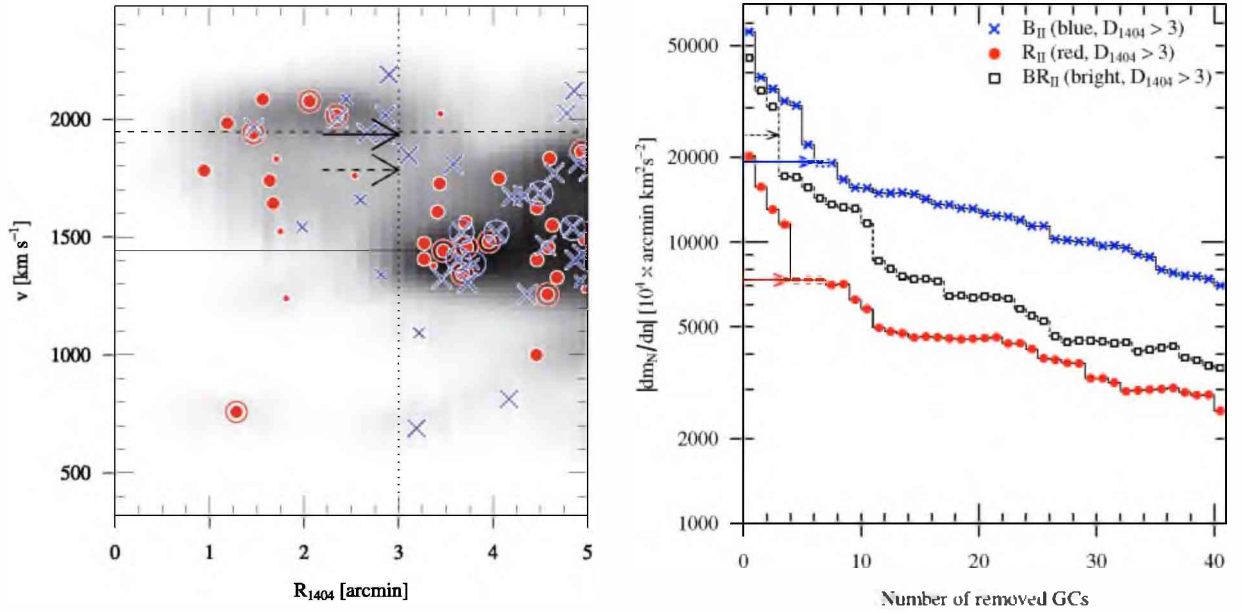 2000
1500
1000
500
v [km s⁻¹]
0 1 2 3 4 5
R₁₄₀₄ [arcmin]
B_II (blue, D₁₄₀₄ > 3)
R_II (red, D₁₄₀₄ > 3)
BR_II (bright, D₁₄₀₄ > 3)
50000
20000
10000
5000
2000
1000
|dm_N/dn| [10⁴ × arcmin km² s⁻²]
0 10 20 30 40
Number of removed GCs